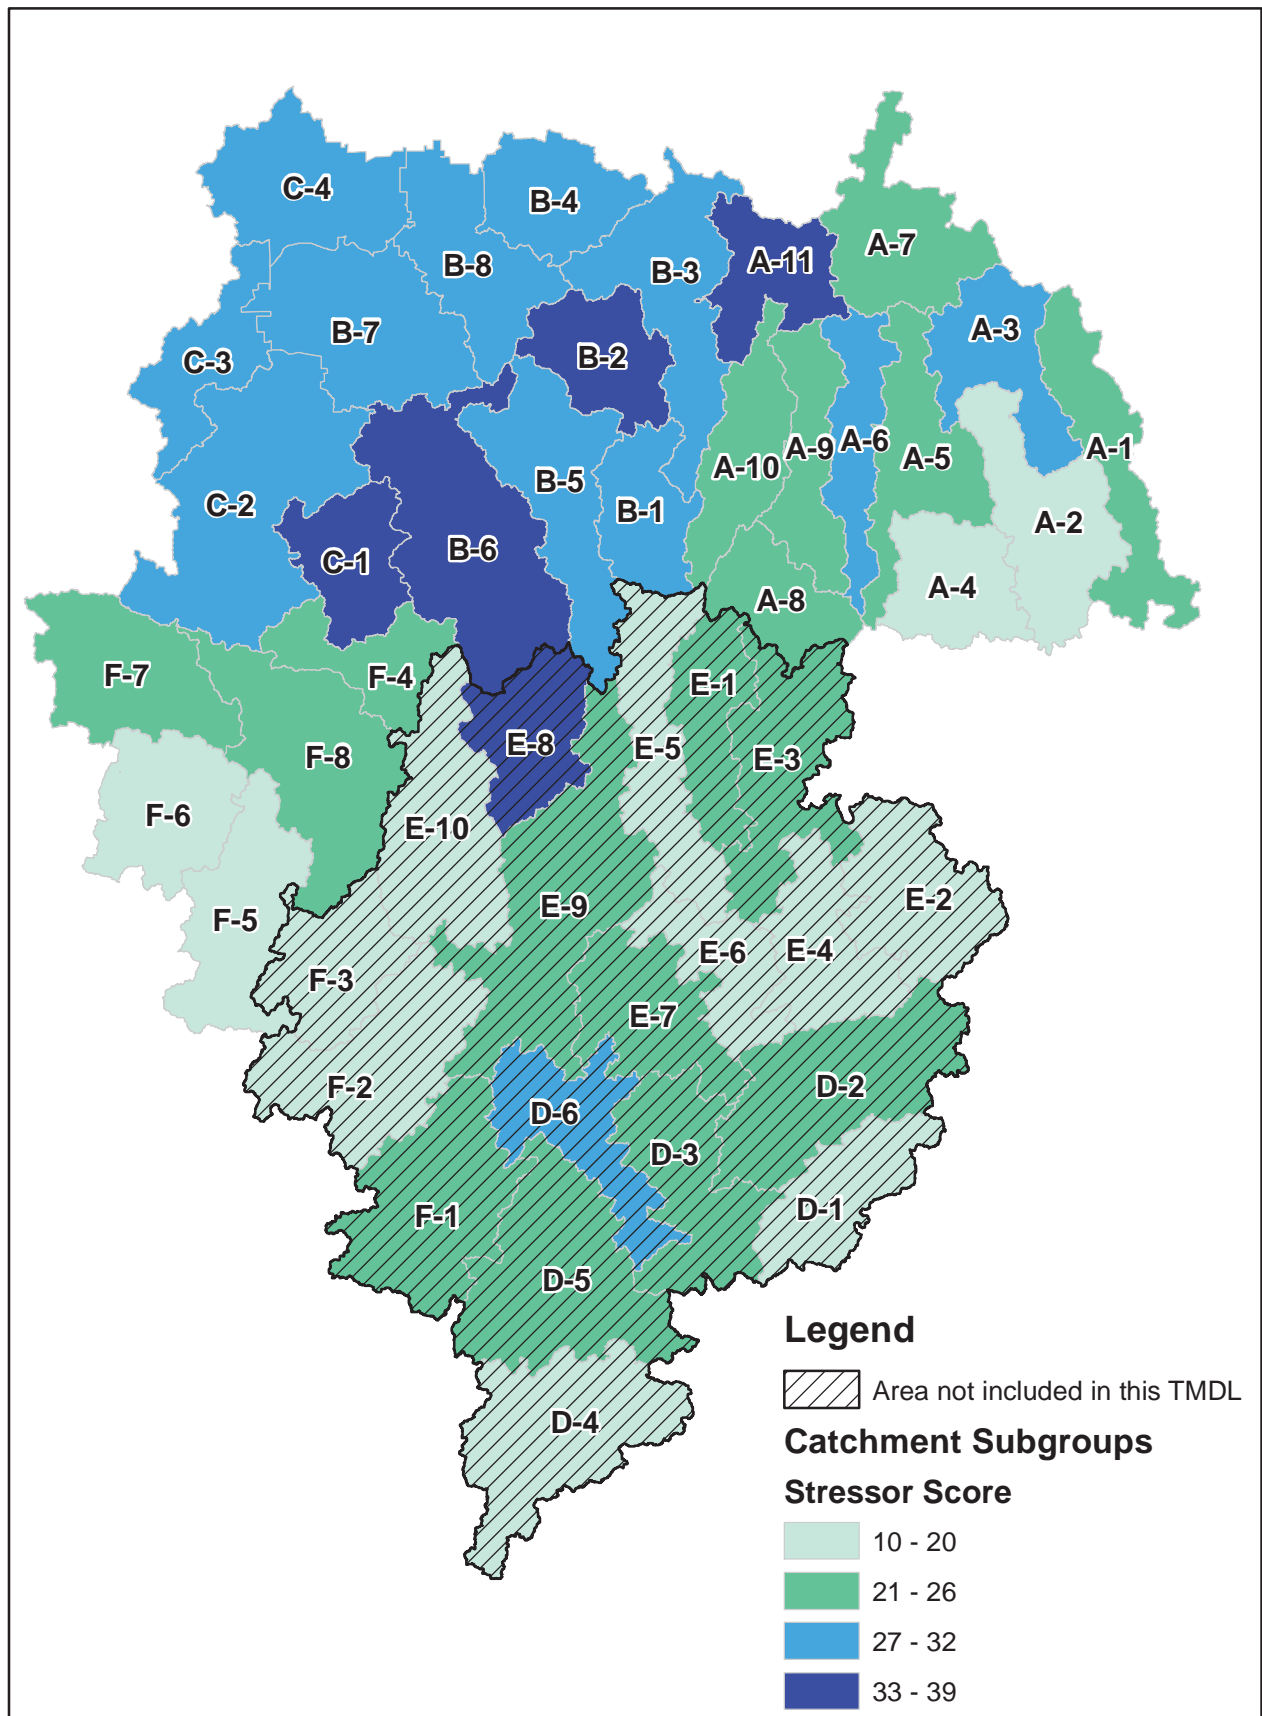 C-4
B-4
A-7
B-8
B-3
A-11
B-7
A-3
C-3
B-2
A-9
A-6
A-1
A-10
A-5
B-5
C-2
B-1
A-2
B-6
C-1
A-4
A-8
F-7
F-4
E-1
E-8
E-5
F-8
E-3
F-6
E-10
E-9
E-2
F-5
E-6
E-4
F-3
E-7
F-2
D-2
D-6
D-3
F-1
D-1
D-5
D-4
Legend
Area not included in this TMDL
Catchment Subgroups
Stressor Score
10 - 20
21 - 26
27 - 32
33 - 39